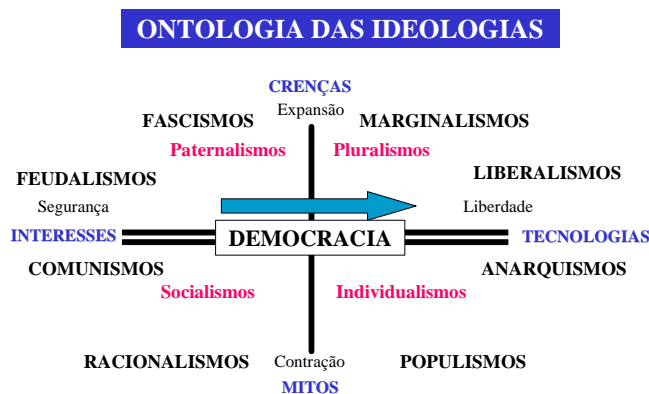 ONTOLOGIA DAS IDEOLOGIAS
CRENÇAS
Expansão
FASCISMOS MARGINALISMOS
Paternalismos Pluralismos
FEUDALISMOS LIBERALISMOS
Segurança Liberdade
INTERESSES DEMOCRACIA TECNOLOGIAS
COMUNISMOS ANARQUISMOS
Socialismos Individualismos
RACIONALISMOS Contração POPULISMOS
MITOS